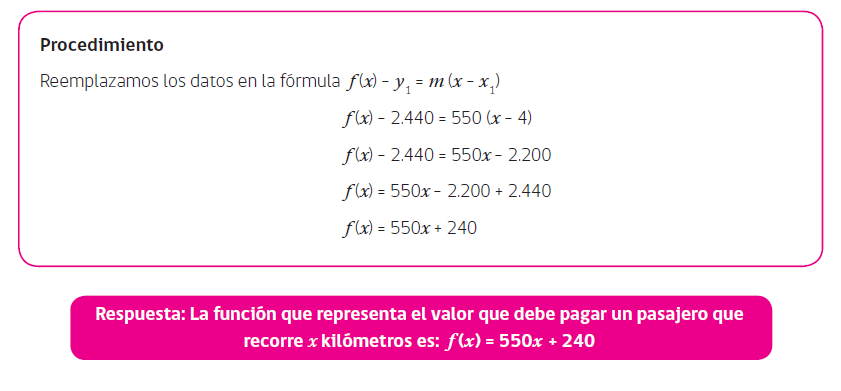 Procedimiento
Reemplazamos los datos en la fórmula f(x) - y₁ = m (x - x₁)
f(x) - 2.440 = 550 (x - 4)
f(x) - 2.440 = 550x - 2.200
f(x) = 550x - 2.200 + 2.440
f(x) = 550x + 240
Respuesta: La función que representa el valor que debe pagar un pasajero que
recorre x kilómetros es: f(x) = 550x + 240